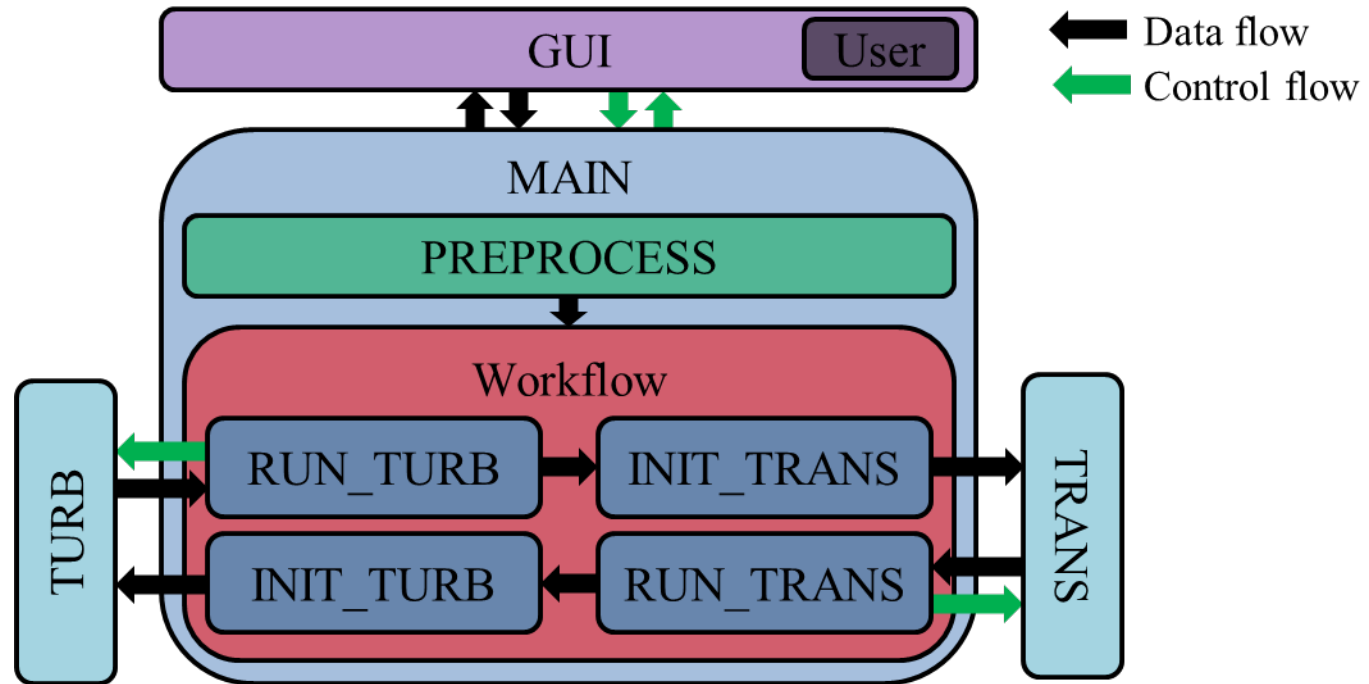 GUI
User
Data flow
Control flow
MAIN
PREPROCESS
Workflow
TURB
RUN_TURB
INIT_TRANS
TRANS
INIT_TURB
RUN_TRANS